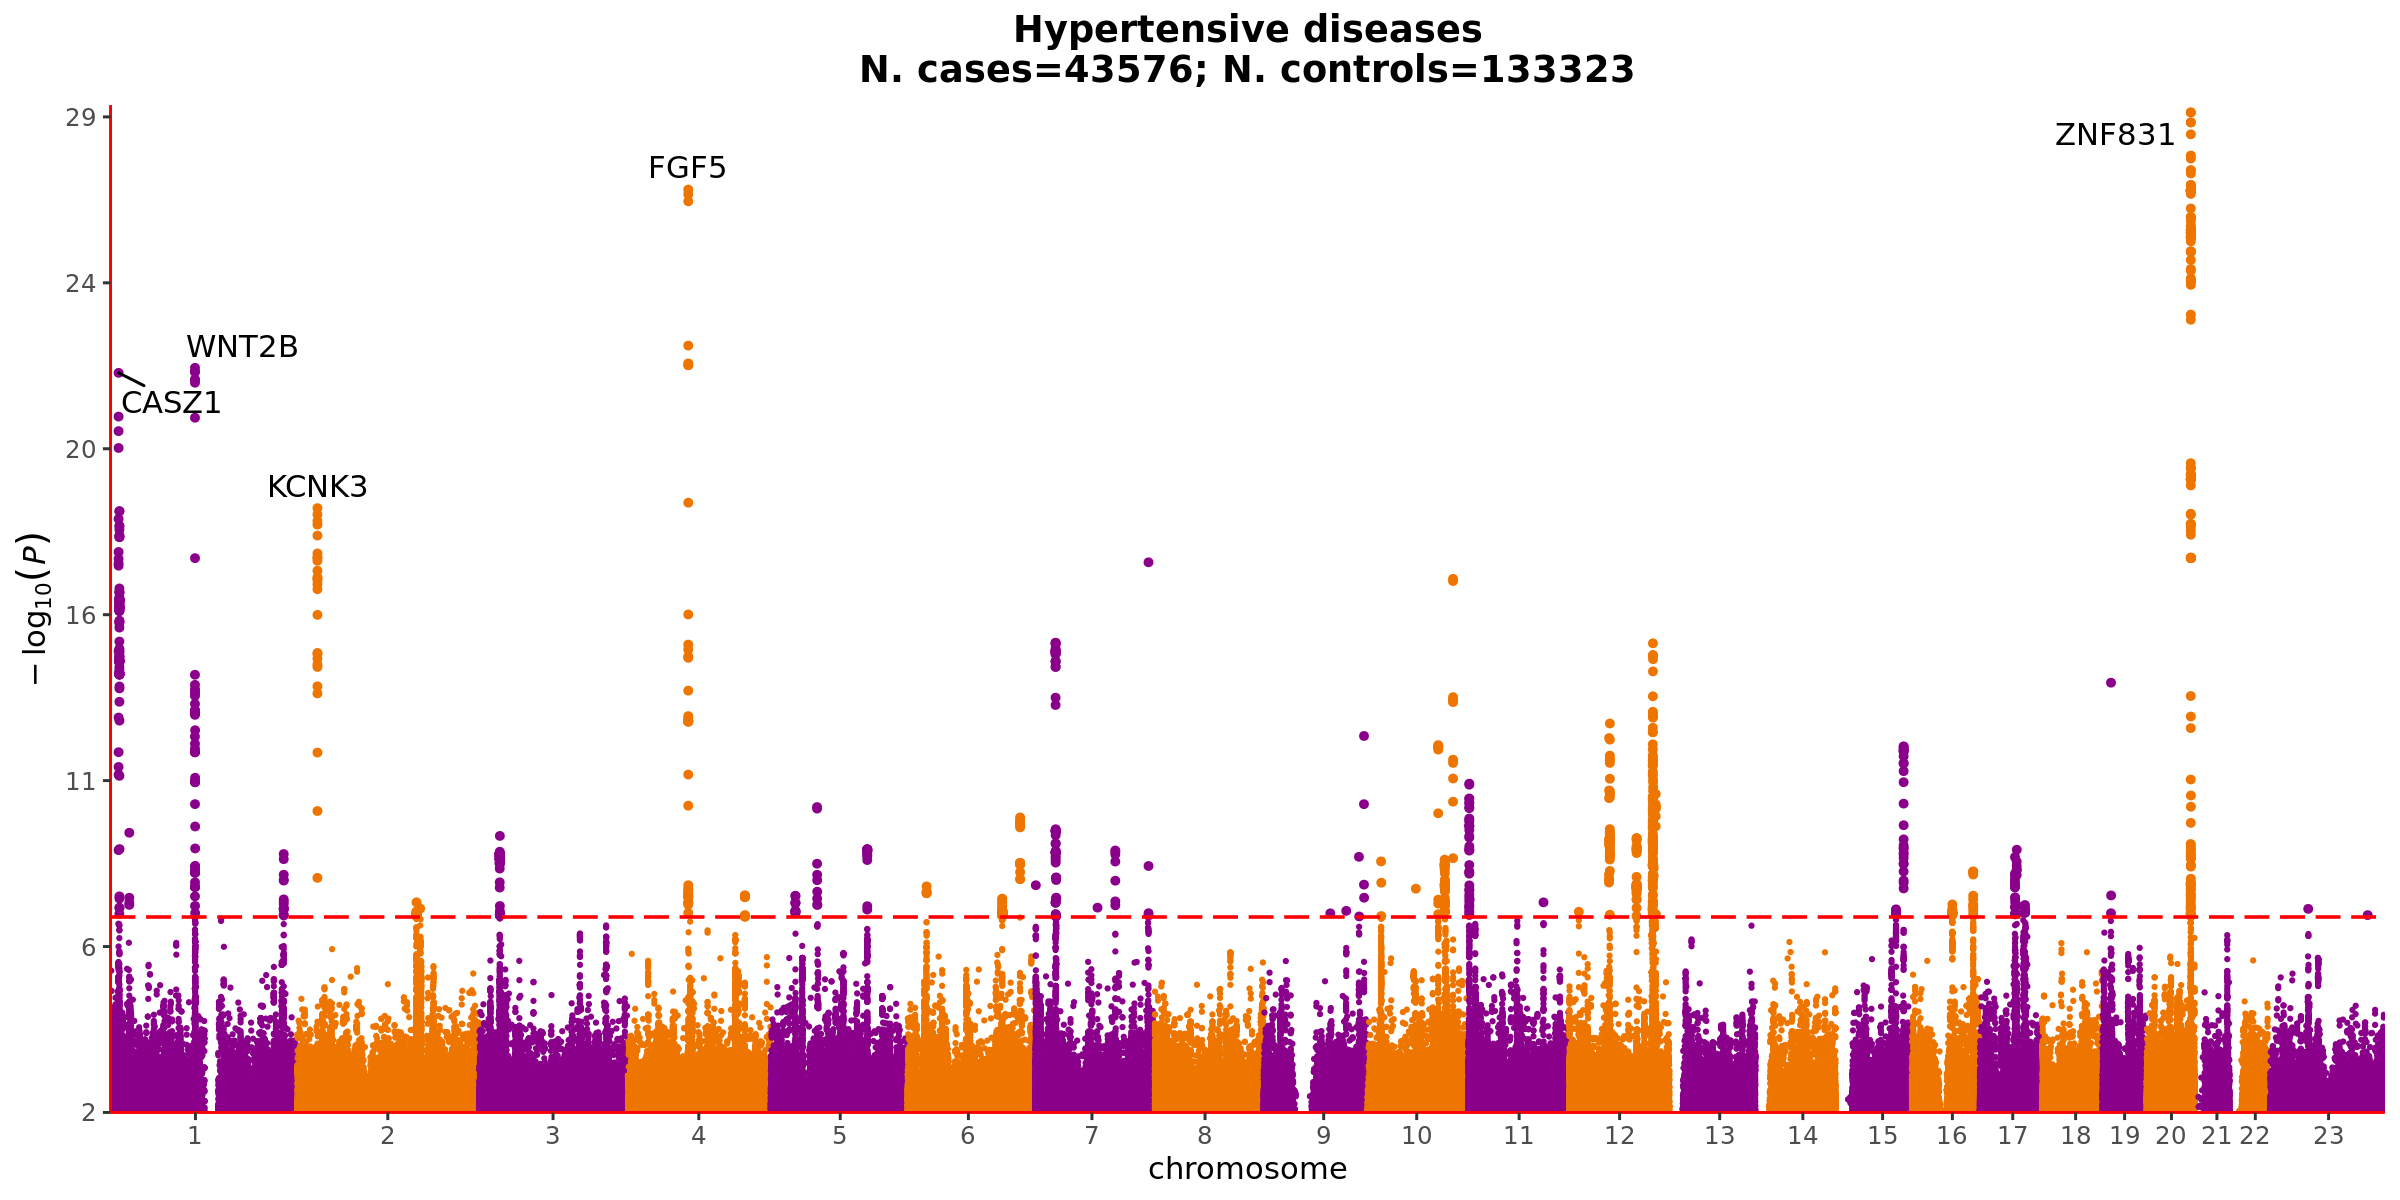 Hypertensive diseases
N. cases=43576; N. controls=133323
29
ZNF831
FGF5
24
WNT2B
CASZ1
20
KCNK3
16
11
6
2
− log10(P)
1 2 3 4 5 6 7 8 9 10 11 12 13 14 15 16 17 18 19 20 21 22 23
chromosome